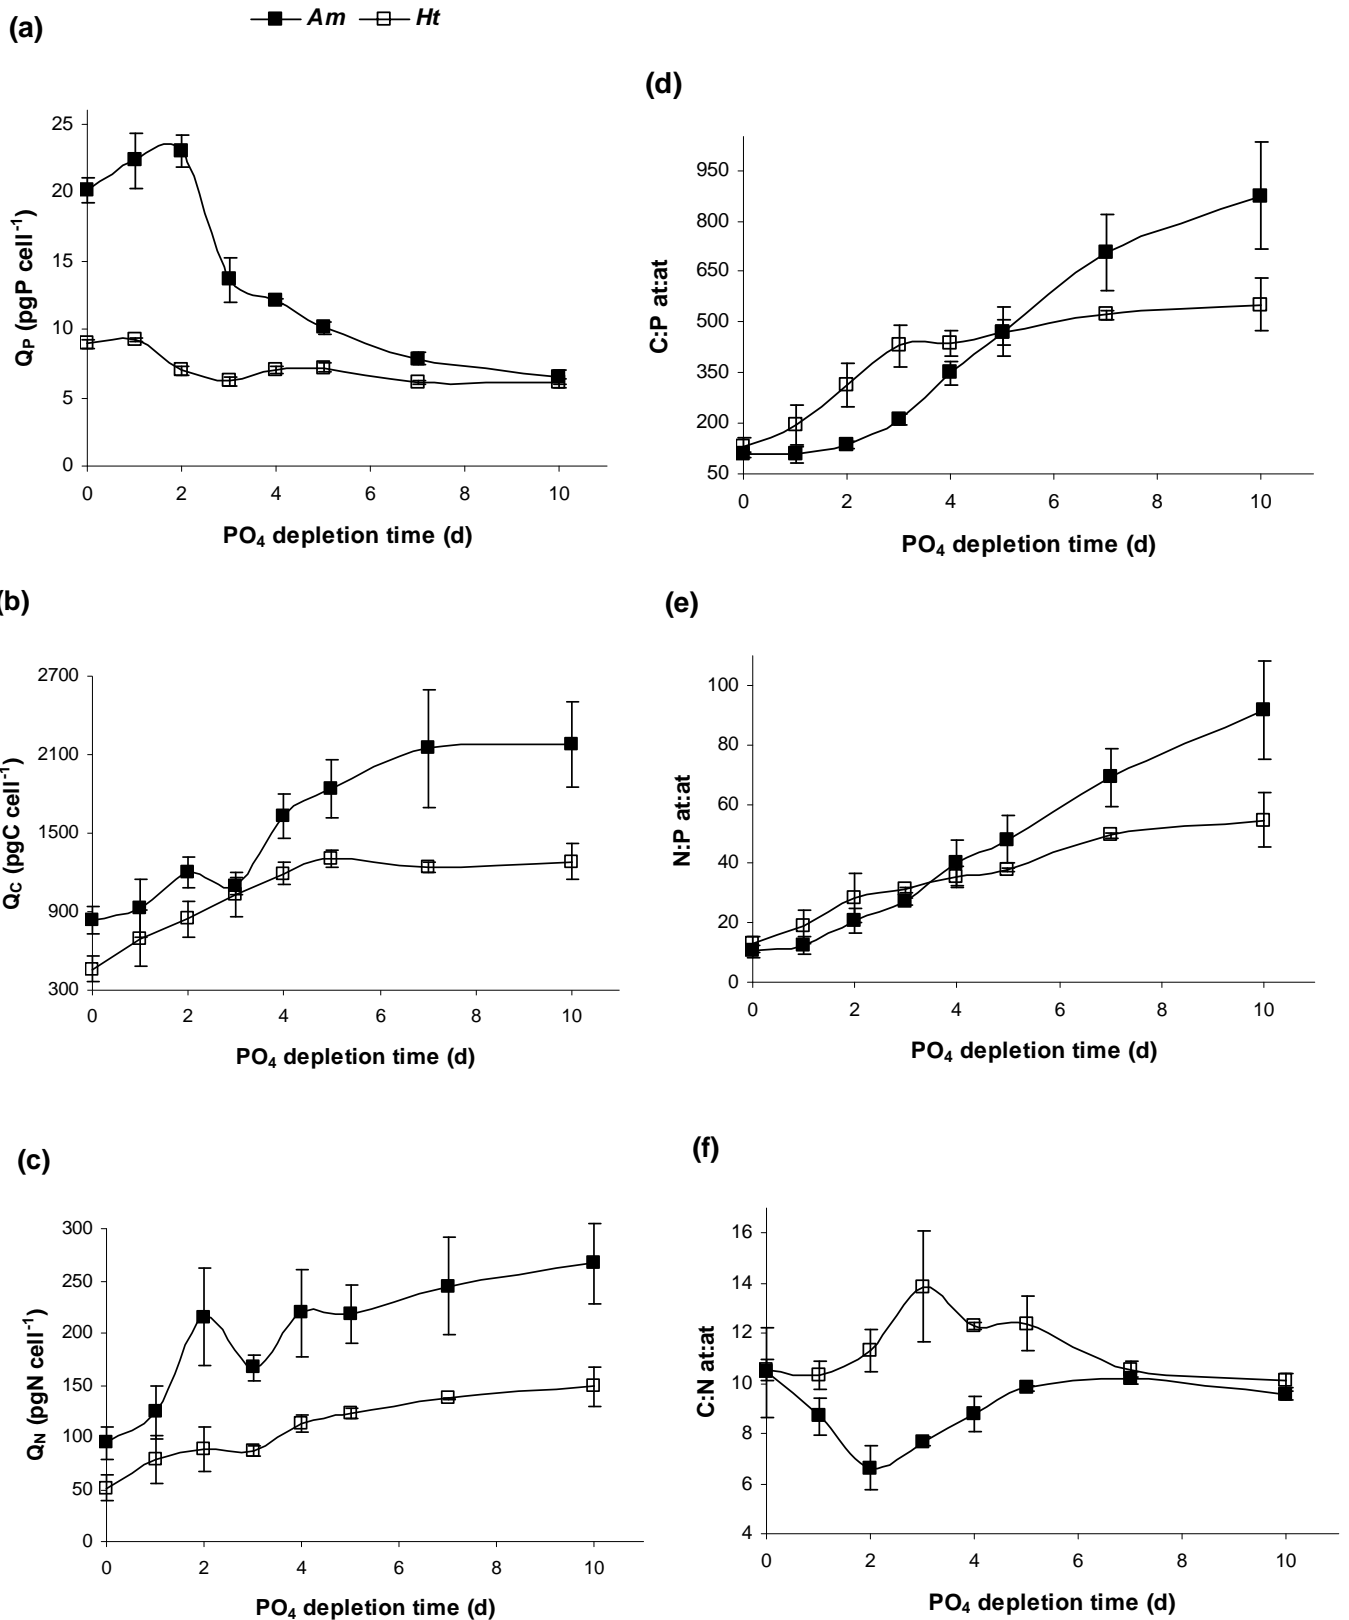 (a)
Am Ht
25
20
15
10
5
0
Q_P (pgP cell⁻¹)
0 2 4 6 8 10
PO₄ depletion time (d)
(d)
950
800
650
500
350
200
50
C:P at:at
0 2 4 6 8 10
PO₄ depletion time (d)
(b)
2700
2100
1500
900
300
Q_C (pgC cell⁻¹)
0 2 4 6 8 10
PO₄ depletion time (d)
(e)
100
80
60
40
20
0
N:P at:at
0 2 4 6 8 10
PO₄ depletion time (d)
(c)
300
250
200
150
100
50
0
Q_N (pgN cell⁻¹)
0 2 4 6 8 10
PO₄ depletion time (d)
(f)
16
14
12
10
8
6
4
C:N at:at
0 2 4 6 8 10
PO₄ depletion time (d)